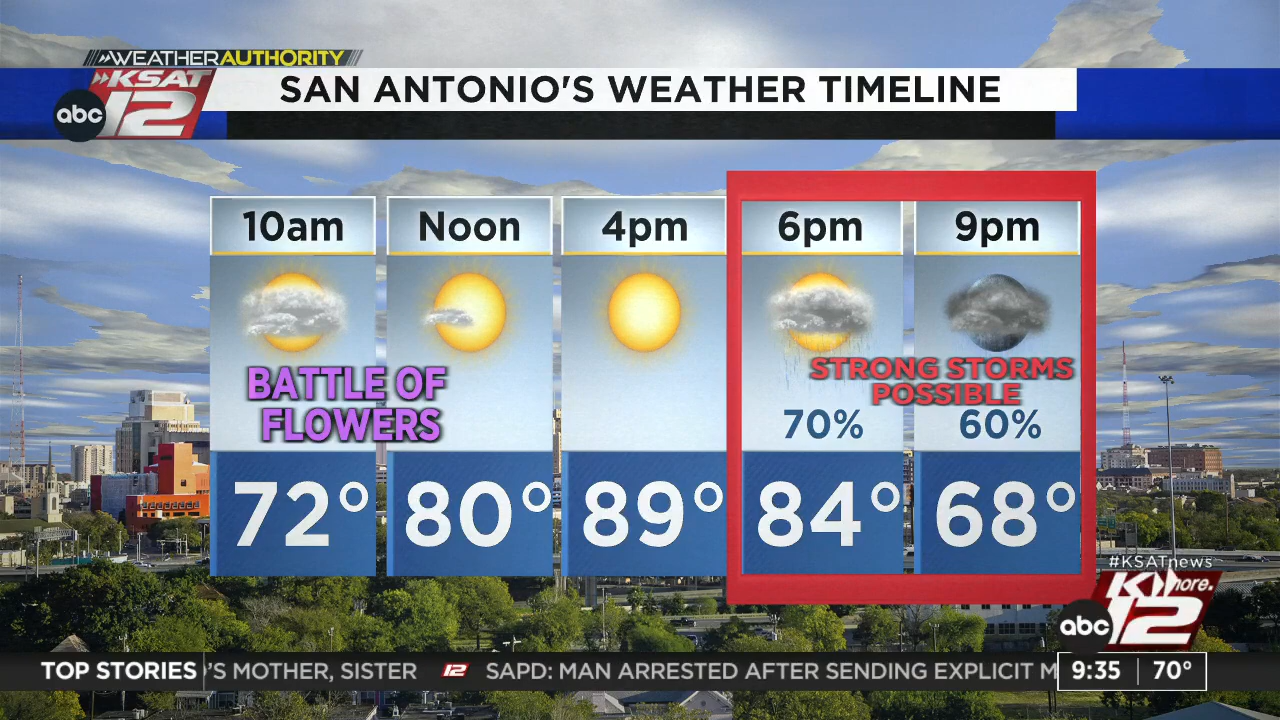 WEATHERAUTHORITY
KSAT
abc 12
SAN ANTONIO'S WEATHER TIMELINE
10am Noon 4pm 6pm 9pm
BATTLE OF
FLOWERS
STRONG STORMS
POSSIBLE
70% 60%
72° 80° 89° 84° 68°
#KSATnews
more.
abc 12
TOP STORIES 'S MOTHER, SISTER 12 SAPD: MAN ARRESTED AFTER SENDING EXPLICIT M 9:35 70°